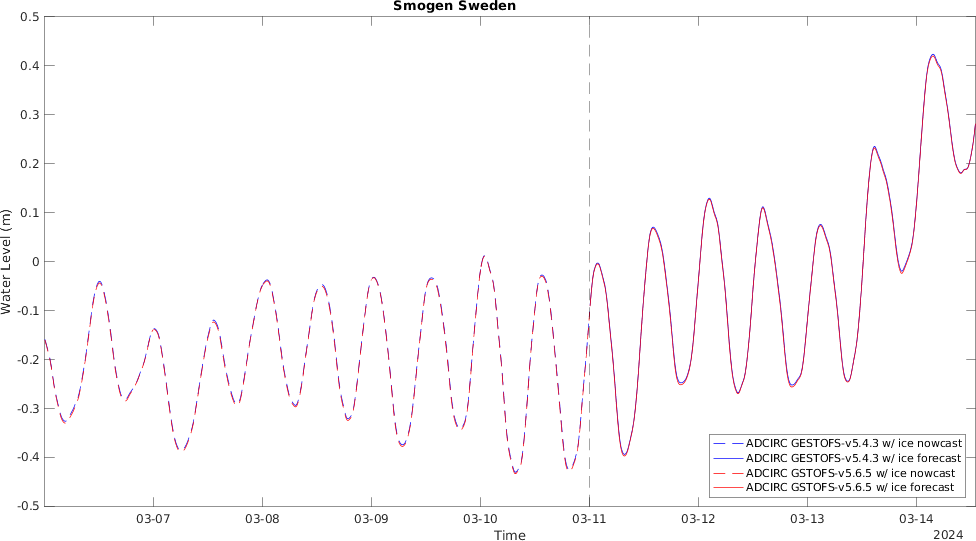 Smogen Sweden
0.5
0.4
0.3
0.2
0.1
0
-0.1
-0.2
-0.3
-0.4
-0.5
Water Level (m)
03-07 03-08 03-09 03-10 03-11 03-12 03-13 03-14
Time
2024
ADCIRC GESTOFS-v5.4.3 w/ ice nowcast
ADCIRC GESTOFS-v5.4.3 w/ ice forecast
ADCIRC GSTOFS-v5.6.5 w/ ice nowcast
ADCIRC GSTOFS-v5.6.5 w/ ice forecast